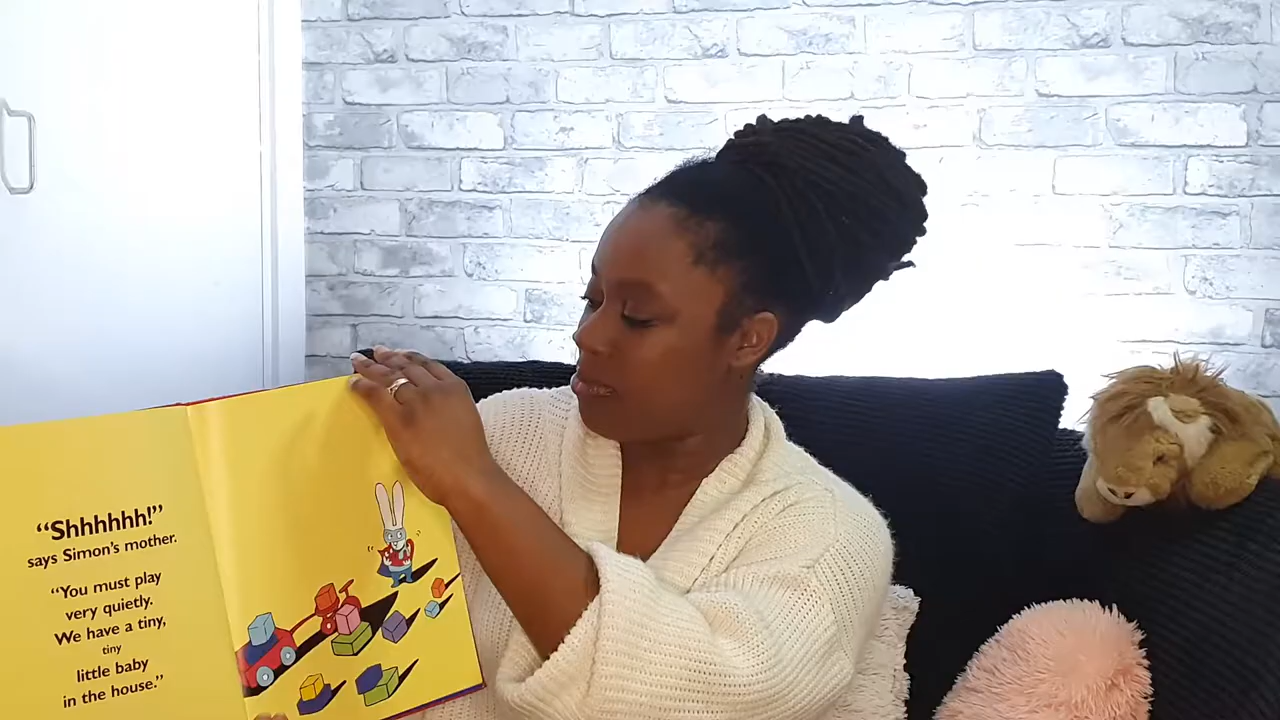 “Shhhhhh!”
says Simon's mother.
“You must play
very quietly.
We have a tiny,
tiny
little baby
in the house.”